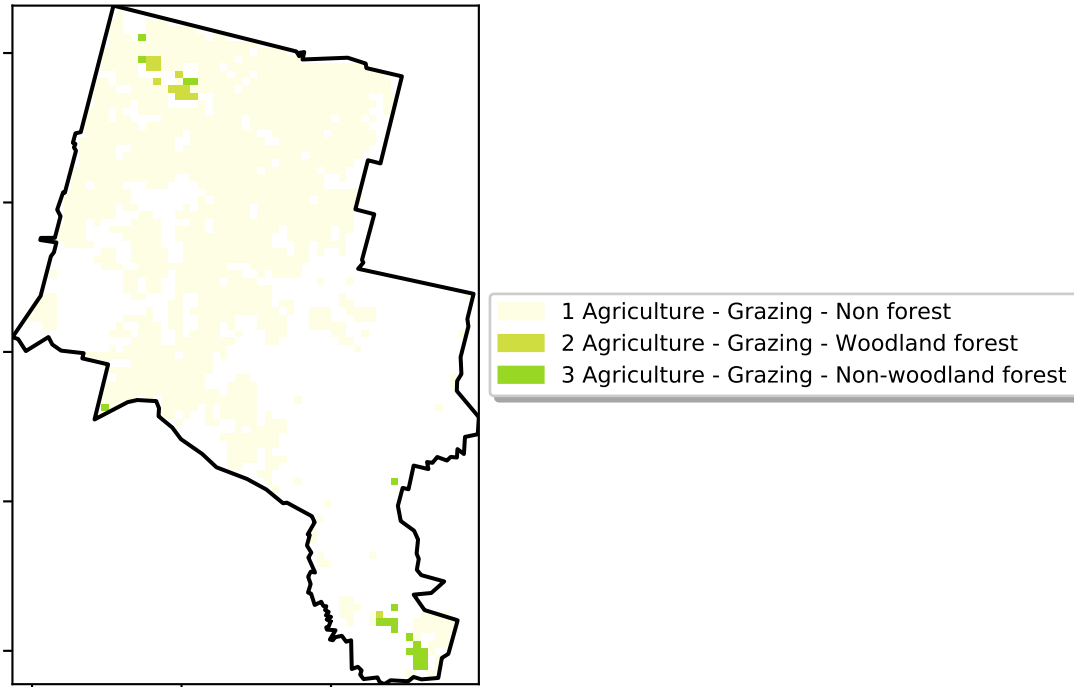 1 Agriculture - Grazing - Non forest
2 Agriculture - Grazing - Woodland forest
3 Agriculture - Grazing - Non-woodland forest